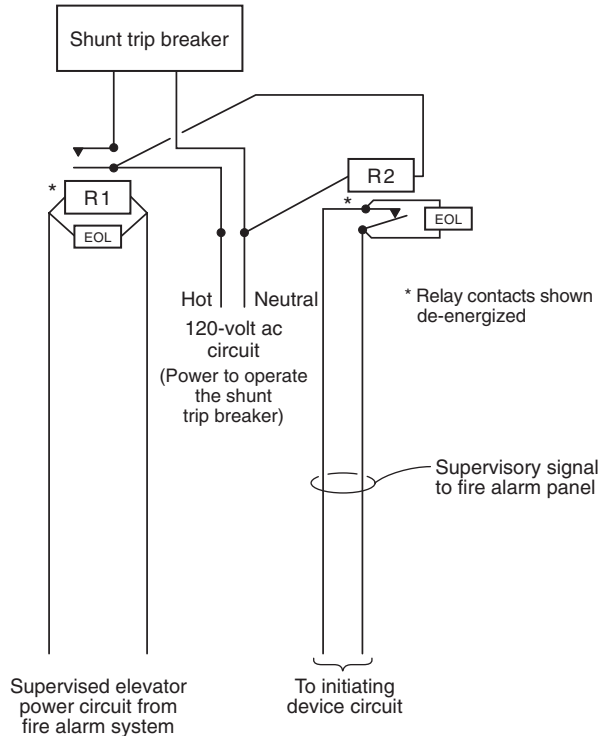 Shunt trip breaker
*
R1
EOL
R2
*
EOL
Hot
Neutral
120-volt ac
circuit
(Power to operate
the shunt
trip breaker)
* Relay contacts shown
de-energized
Supervisory signal
to fire alarm panel
Supervised elevator
power circuit from
fire alarm system
To initiating
device circuit